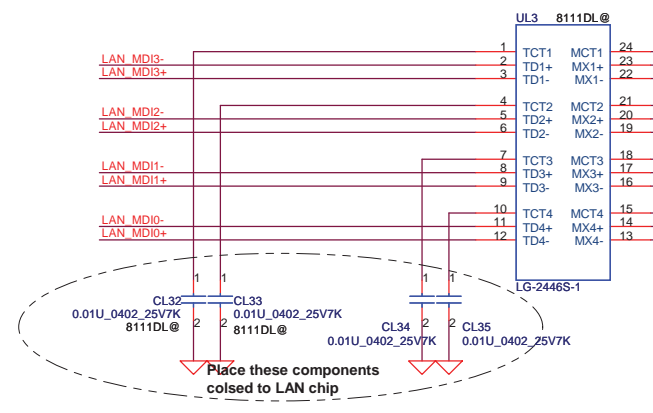 UL3 8111DL@
1 TCT1 MCT1 24
LAN_MDI3- 2 TD1+ MX1+ 23
LAN_MDI3+ 3 TD1- MX1- 22
4 TCT2 MCT2 21
LAN_MDI2- 5 TD2+ MX2+ 20
LAN_MDI2+ 6 TD2- MX2- 19
7 TCT3 MCT3 18
LAN_MDI1- 8 TD3+ MX3+ 17
LAN_MDI1+ 9 TD3- MX3- 16
10 TCT4 MCT4 15
LAN_MDI0- 11 TD4+ MX4+ 14
LAN_MDI0+ 12 TD4- MX4- 13
LG-2446S-1
1 1 1 1
CL32 CL33
0.01U_0402_25V7K 0.01U_0402_25V7K
8111DL@ 2 2 8111DL@
CL34 2 2 CL35
0.01U_0402_25V7K 0.01U_0402_25V7K
Place these components
colsed to LAN chip